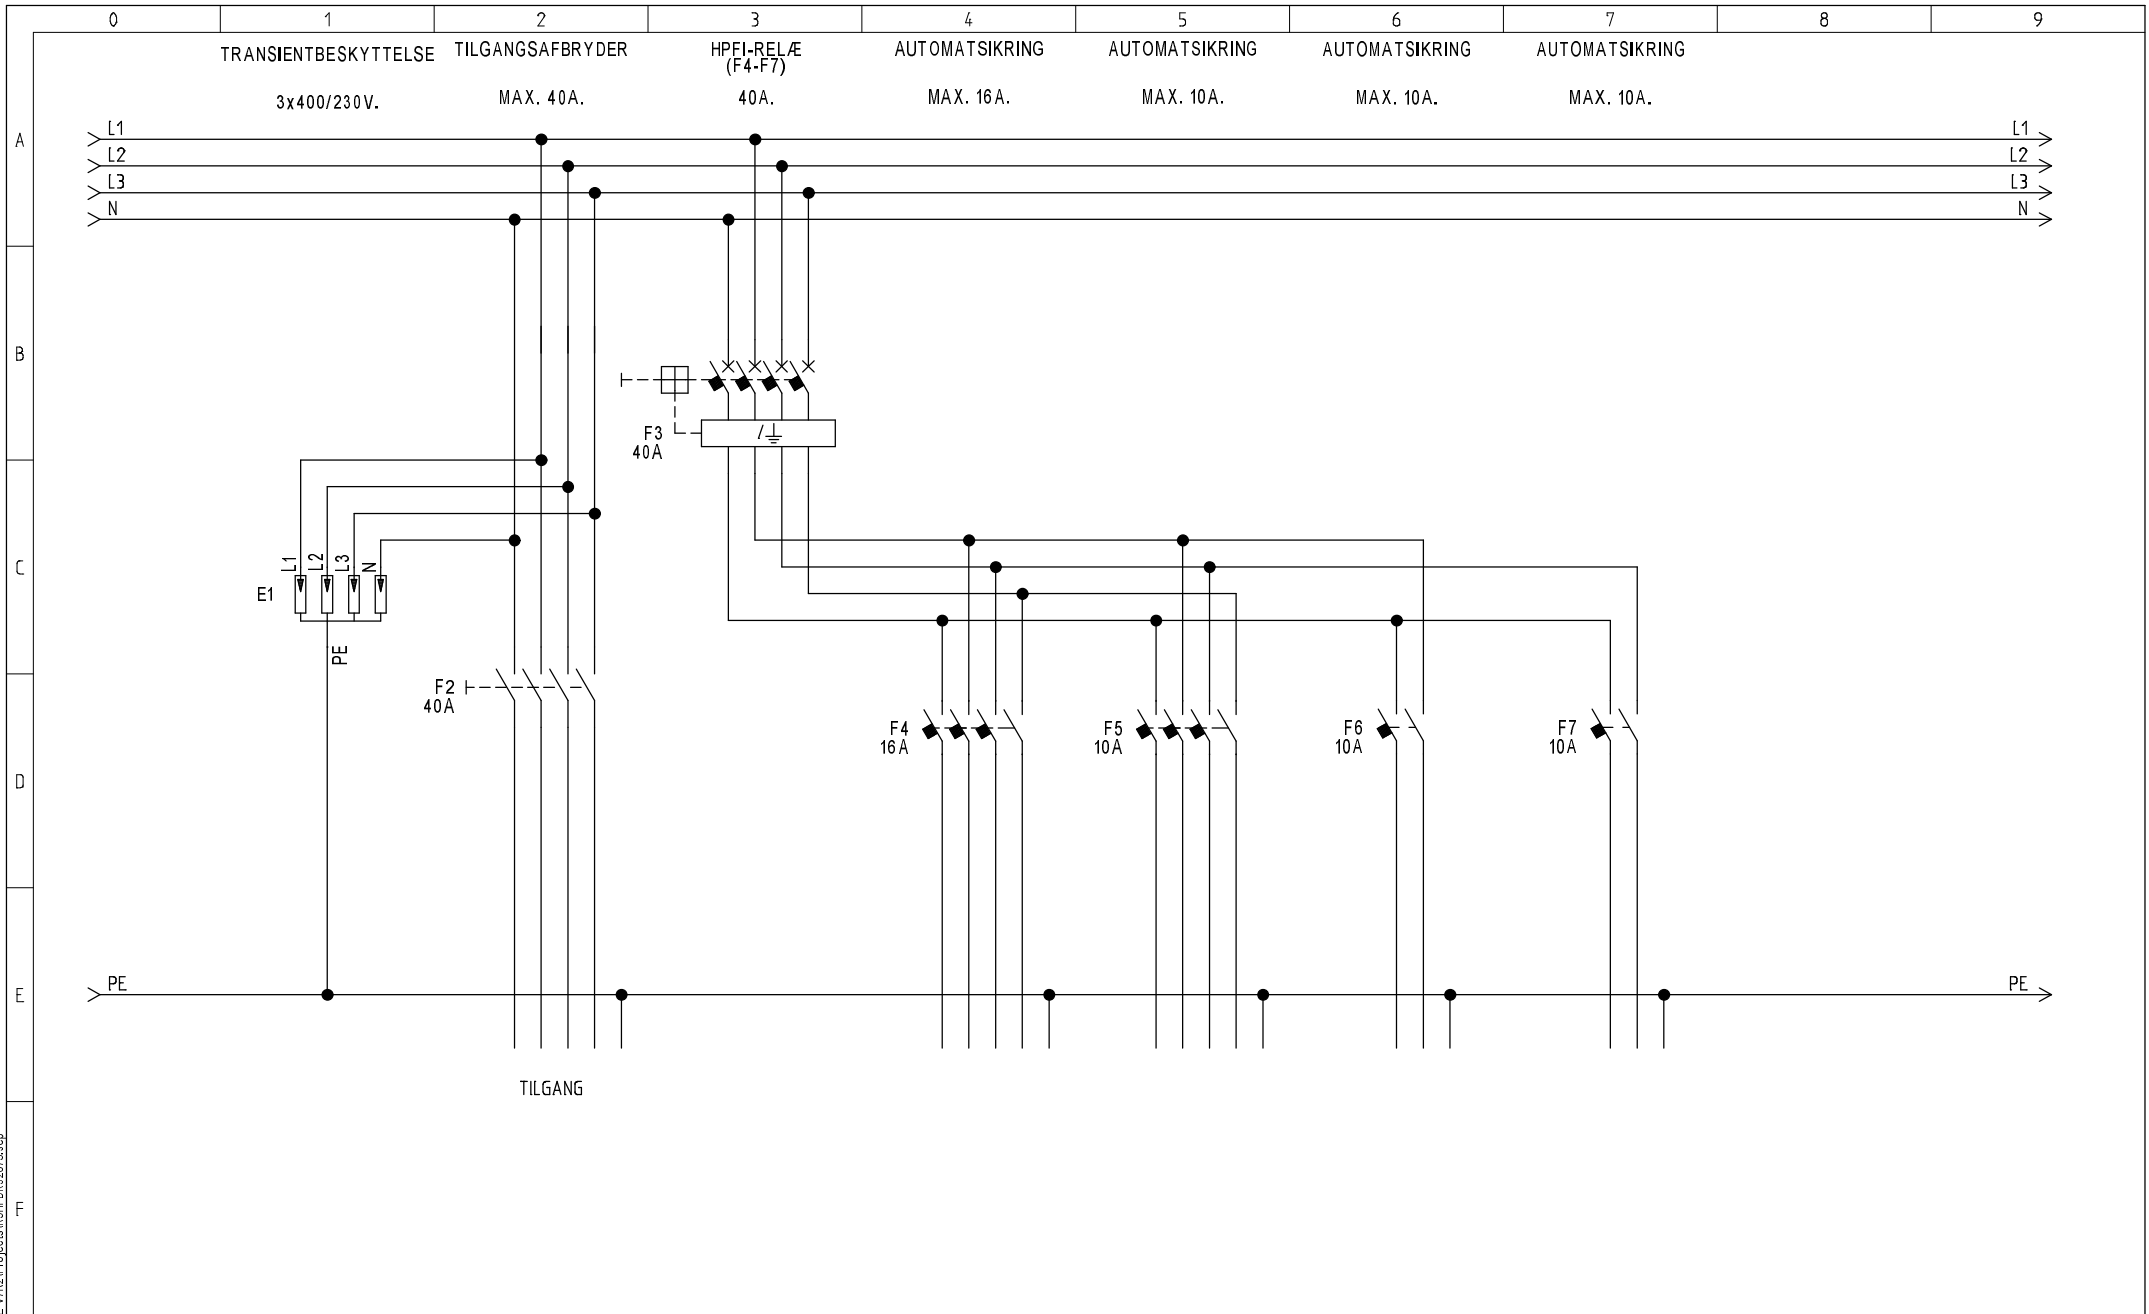 0 1 2 3 4 5 6 7 8 9
TRANSIENTBESKYTTELSE
3x400/230V.
TILGANGSAFBRYDER
MAX. 40A.
HPFI-RELÆ
(F4-F7)
40A.
AUTOMATSIKRING
MAX. 16A.
AUTOMATSIKRING
MAX. 10A.
AUTOMATSIKRING
MAX. 10A.
AUTOMATSIKRING
MAX. 10A.
A
L1
L1
L2
L2
L3
L3
N
N
B
F3
40A
C
L1
L2
L3
N
E1
PE
F2
40A
F4
16A
F5
10A
F6
10A
F7
10A
D
PE
PE
E
TILGANG
F